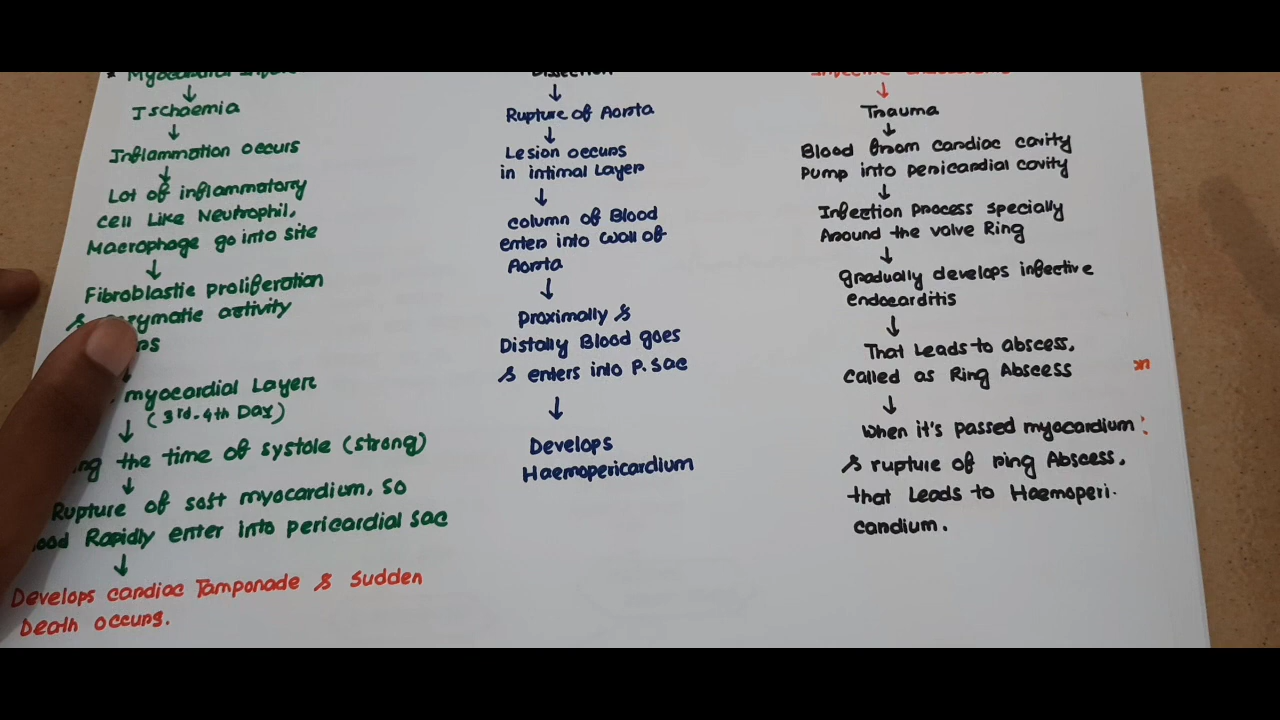 Ischaemia
Inflammation occurs
Lot of inflammatory
cell Like Neutrophil,
Macrophage go into site
Fibroblastic proliferation
& activity
myocardial Layer
(3rd-4th Day)
the time of systole (strong)
Rupture of soft myocardium, so
Rapidly enter into pericardial sac
Develops cardiac Tamponade & Sudden
Death occurs.
Dissection
Rupture of Aorta
Lesion occurs
in intimal Layer
column of Blood
enter into wall of
Aorta
proximally &
Distally Blood goes
& enters into P. sac
Develops
Haemopericardium
Trauma
Blood from cardiac cavity
pump into pericardial cavity
Infection process specially
Around the valve Ring
gradually develops infective
endocarditis
That leads to abscess,
called as Ring Abscess
When it's passed myocardium
& rupture of ring Abscess,
that Leads to Haemoperi-
cardium.